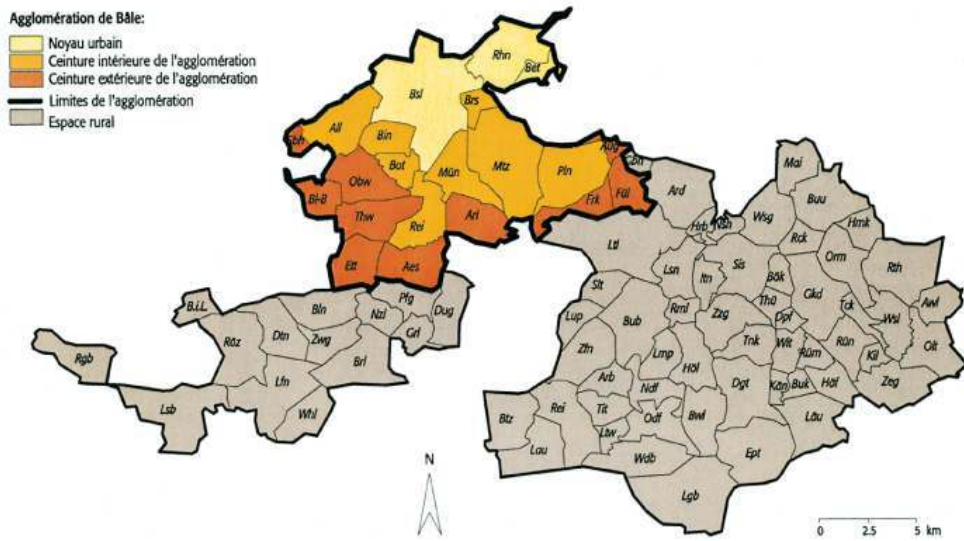 Agglomération de Bâle:
Noyau urbain
Ceinture intérieure de l'agglomération
Ceinture extérieure de l'agglomération
Limites de l'agglomération
Espace rural
Rhn
Bet
Bsl
Brs
All
Bin
Bot
Mün
Mtz
Pln
Aug
Obw
Bi-B
Thw
Rei
Arl
Frk
Fül
Ett
Aes
Ard
Mai
Buu
Hmk
Wsg
Nsh
Hrb
Rck
Orm
Rth
Ltl
Lsn
Itn
Sis
Bök
Gkd
Tck
Awl
Slt
Lup
Bub
Rml
Zzg
Thü
Dpf
Wsl
Zfn
Lmp
Höl
Tnk
Wit
Rüm
Rün
Kil
Olt
Arb
Ndf
Dgt
Kän
Buk
Häf
Zeg
Btz
Rei
Tit
Ltw
Odf
Bwl
Läu
Lau
Wdb
Ept
Lgb
B.i.L.
Bln
Pfg
Nzl
Dug
Grl
Röz
Dtn
Zwg
Brl
Rgb
Lfn
Lsb
Whl
N
0 2.5 5 km